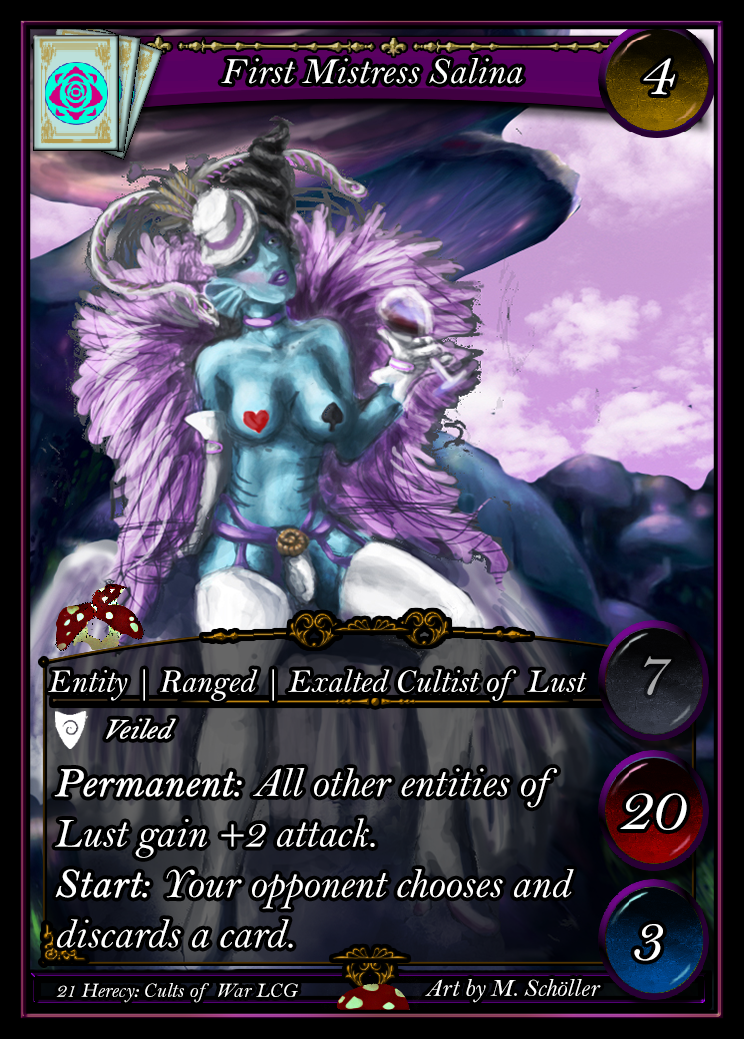 First Mistress Salina
4
Entity | Ranged | Exalted Cultist of Lust
7
Veiled
Permanent: All other entities of
Lust gain +2 attack.
20
Start: Your opponent chooses and
discards a card.
3
21 Herecy: Cults of War LCG
Art by M. Schöller